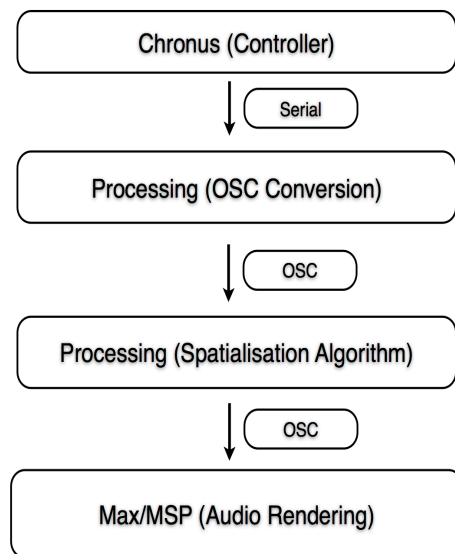 Chronus (Controller)
Serial
Processing (OSC Conversion)
OSC
Processing (Spatialisation Algorithm)
OSC
Max/MSP (Audio Rendering)